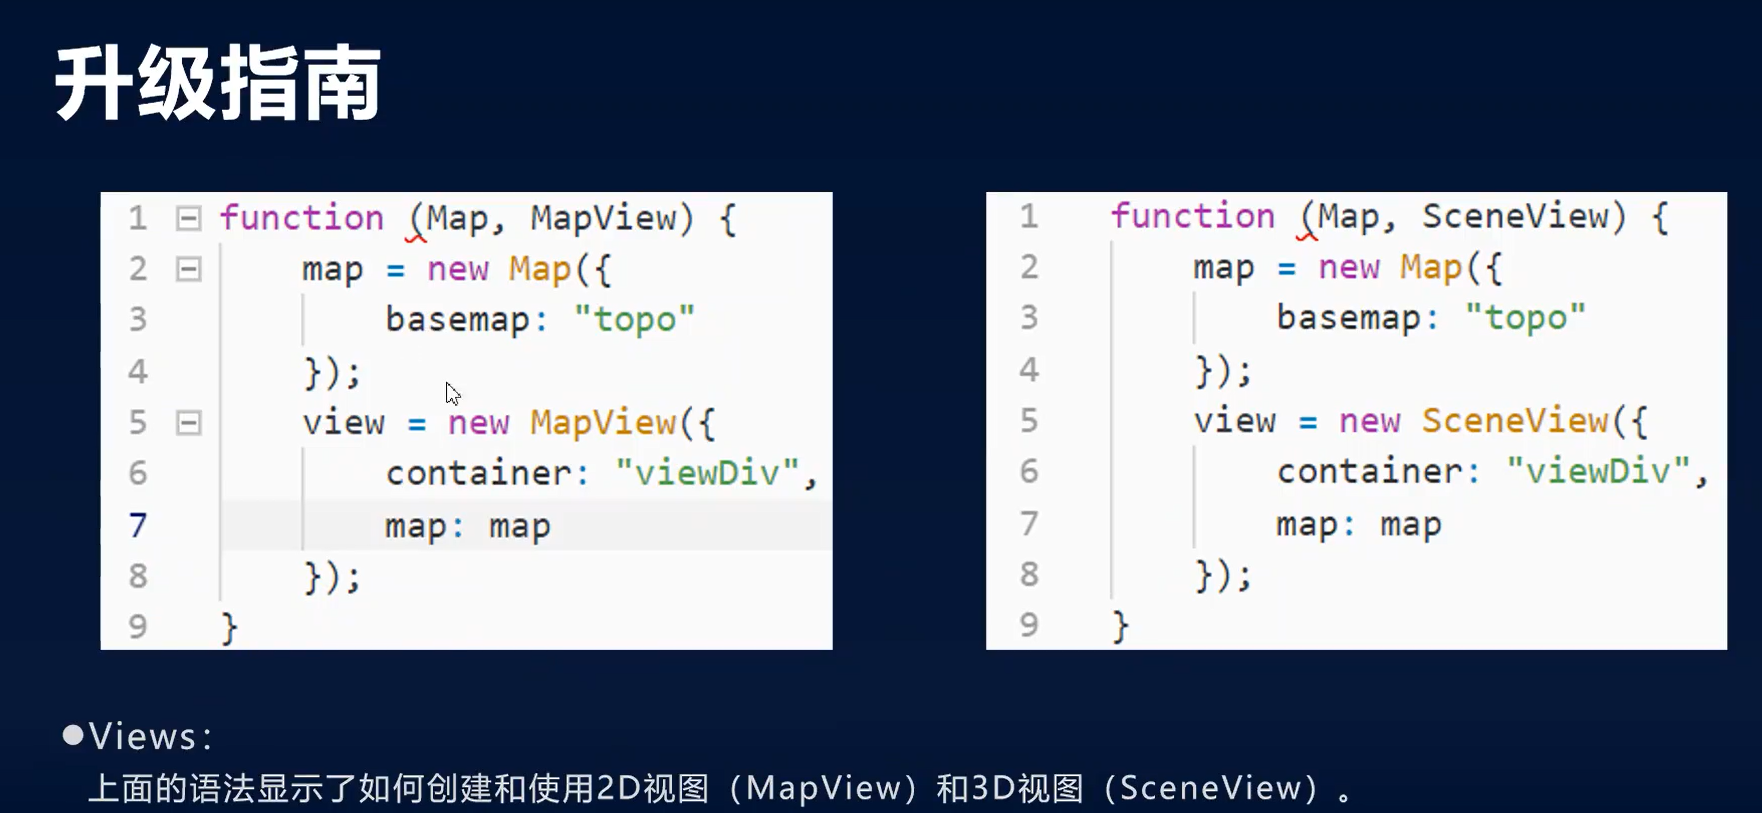 升级指南
1 function (Map, MapView) {
2 map = new Map({
3 basemap: "topo"
4 });
5 view = new MapView({
6 container: "viewDiv",
7 map: map
8 });
9 }
1 function (Map, SceneView) {
2 map = new Map({
3 basemap: "topo"
4 });
5 view = new SceneView({
6 container: "viewDiv",
7 map: map
8 });
9 }
●Views：
上面的语法显示了如何创建和使用2D视图（MapView）和3D视图（SceneView）。